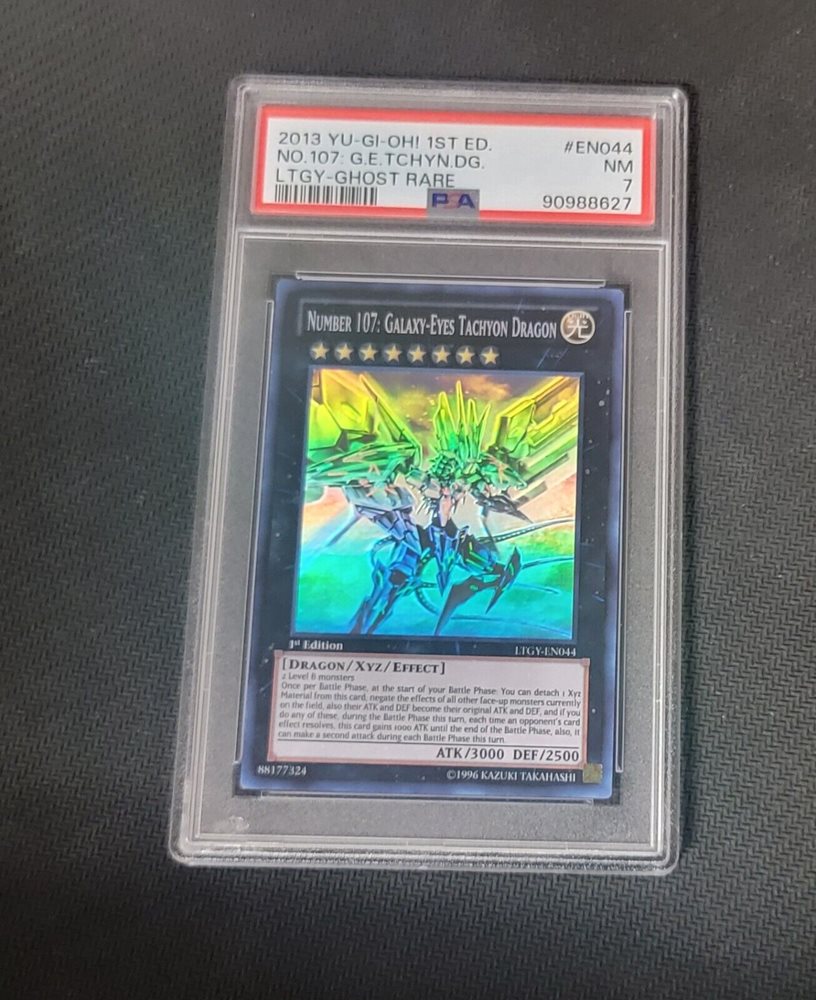 2013 YU-GI-OH! 1ST ED. #EN044
NO.107: G.E.TCHYN.DG. NM
LTGY-GHOST RARE 7
PSA 90988627
NUMBER 107: GALAXY-EYES TACHYON DRAGON
LIGHT
光
1st Edition LTGY-EN044
[DRAGON/XYZ/EFFECT]
2 Level 8 monsters
Once per Battle Phase, at the start of your Battle Phase: You can detach 1 Xyz
Material from this card; negate the effects of all other face-up monsters currently
on the field, also their ATK and DEF become their original ATK and DEF, and if you
do any of these, during the Battle Phase this turn, each time an opponent's card
effect resolves, this card gains 1000 ATK until the end of the Battle Phase, also, it
can make a second attack during each Battle Phase this turn.
ATK/3000 DEF/2500
88177324 ©1996 KAZUKI TAKAHASHI